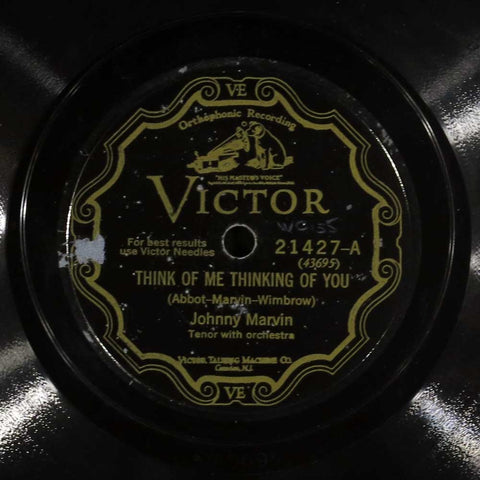 VE
Orthophonic Recording
"HIS MASTER'S VOICE"
VICTOR
For best results
use Victor Needles
21427-A
(43695)
THINK OF ME THINKING OF YOU
(Abbot-Marvin-Wimbrow)
Johnny Marvin
Tenor with orchestra
VICTOR TALKING MACHINE CO.
Camden, N.J.
VE